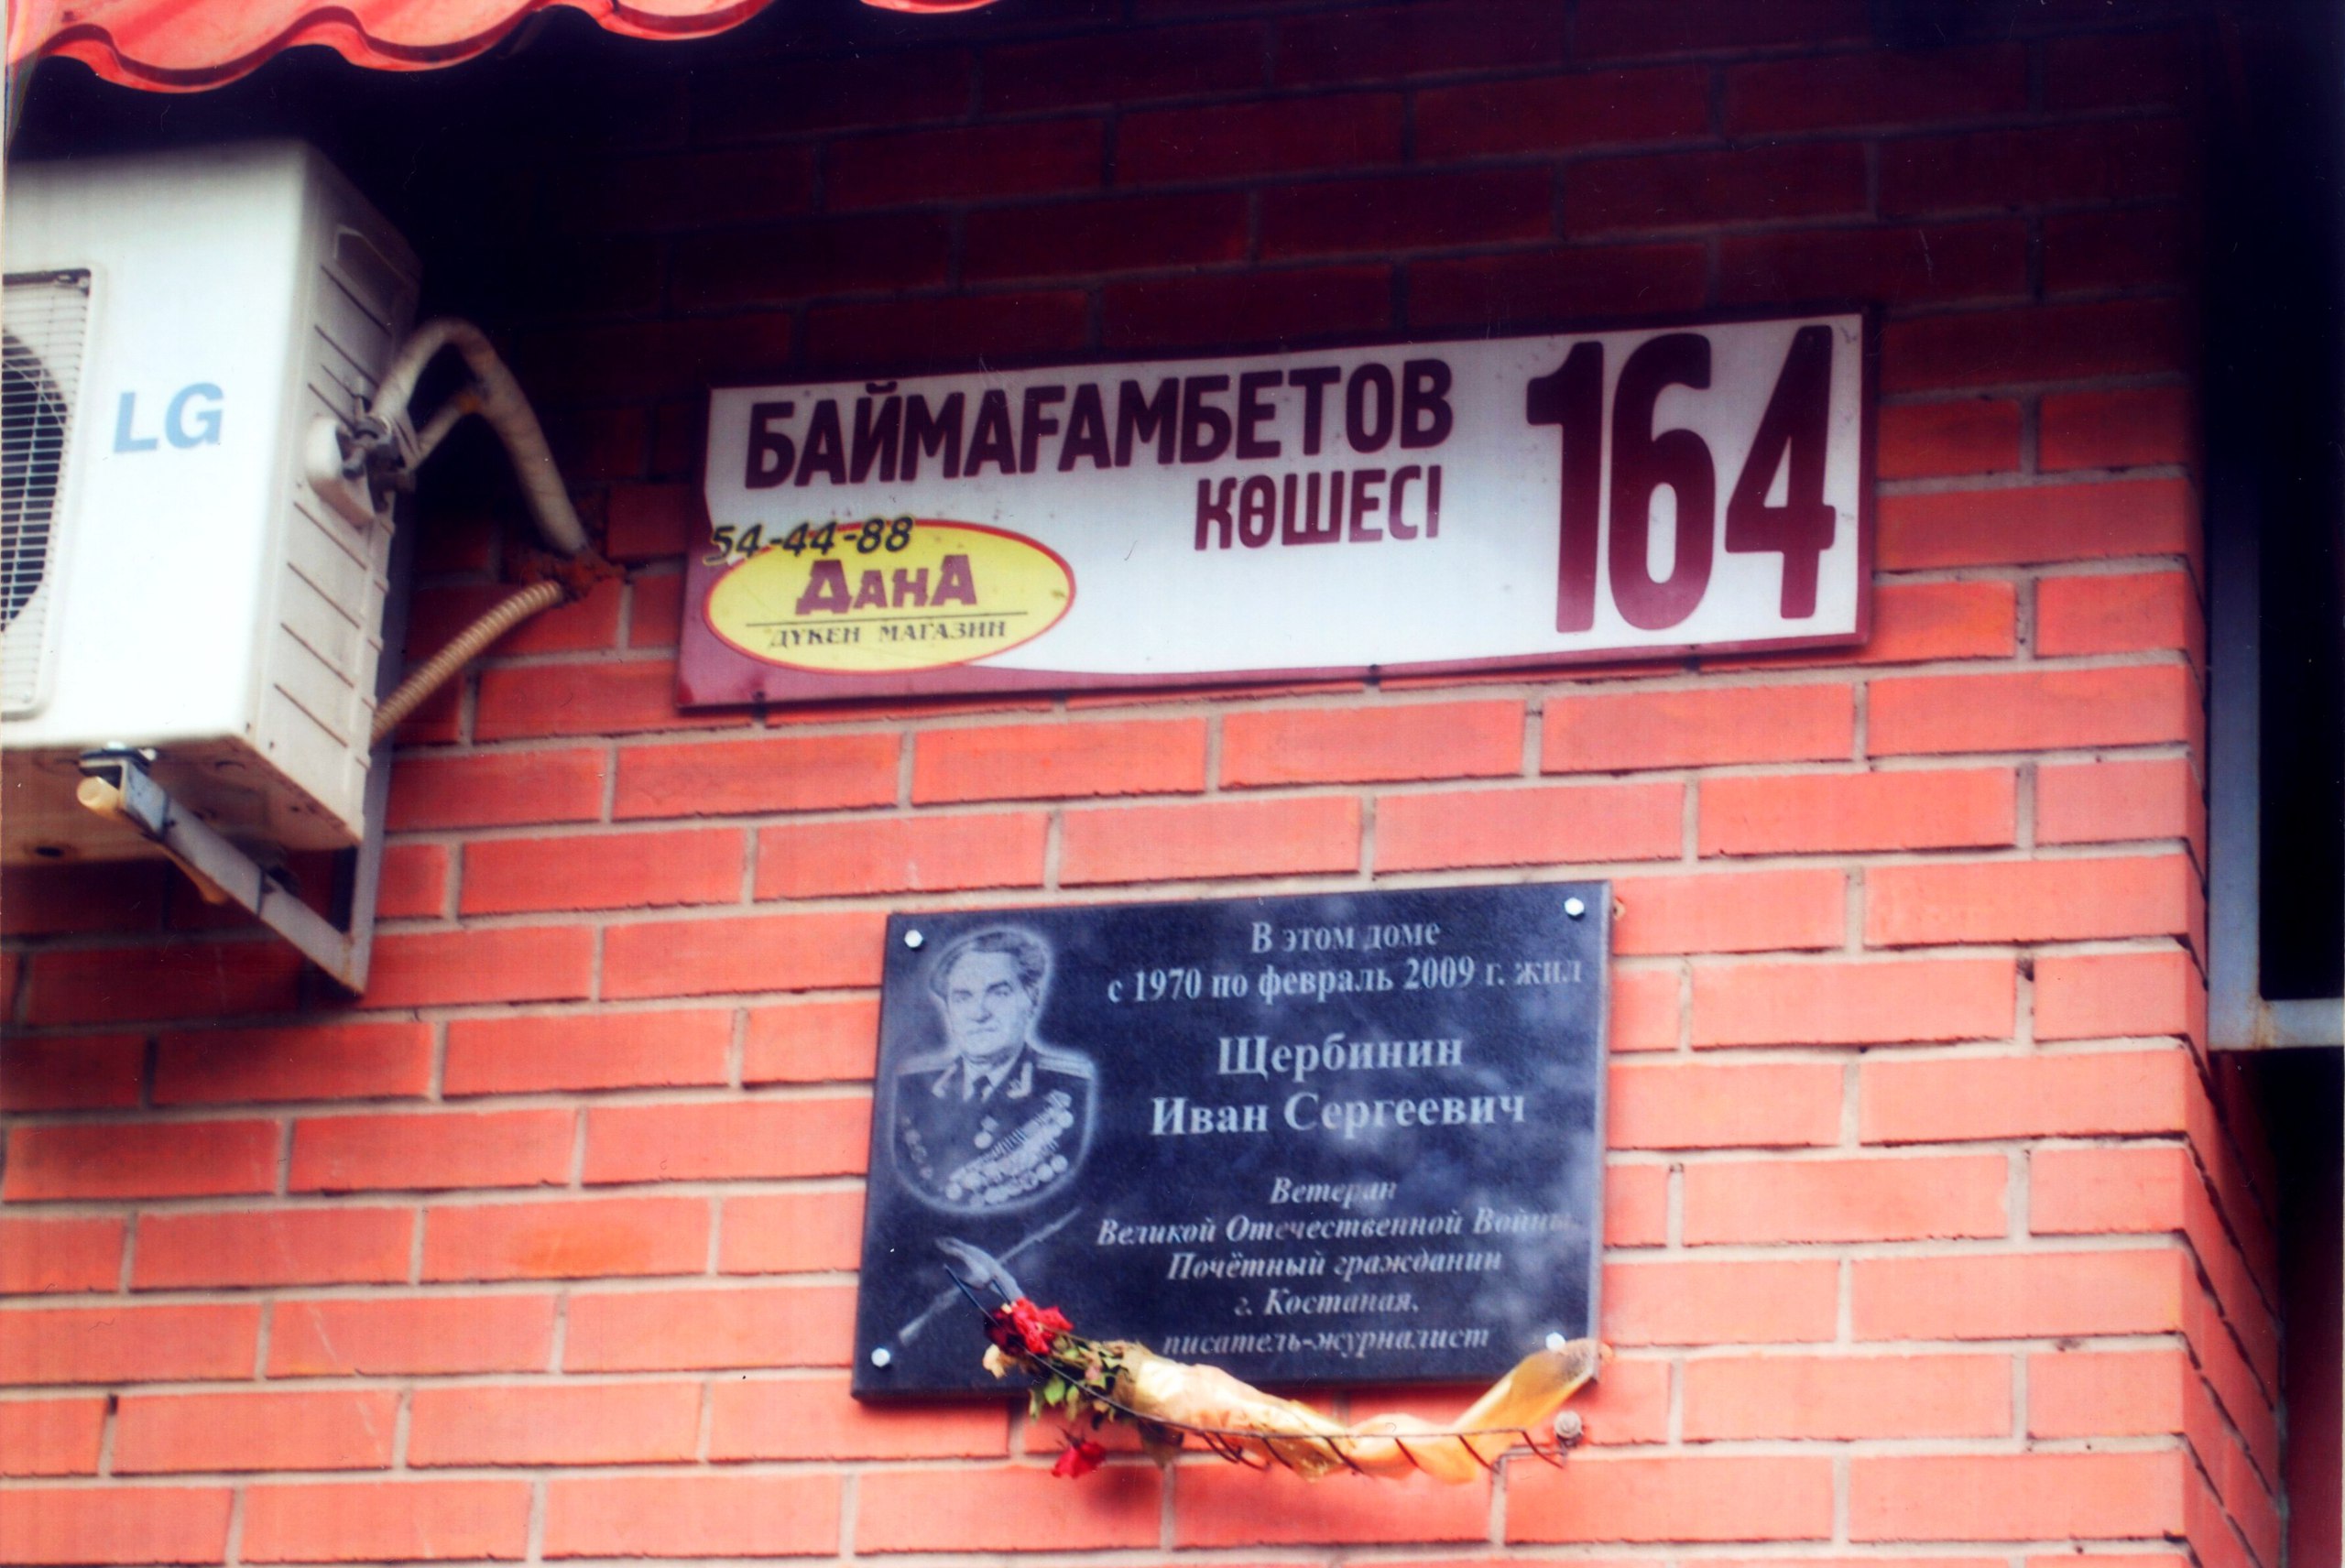 LG
БАЙМАҒАМБЕТОВ
КӨШЕСІ
164
54-44-88
ДАНА
ДҮКЕН МАГАЗИН
В этом доме
с 1970 по февраль 2009 г. жил
Щербинин
Иван Сергеевич
Ветеран
Великой Отечественной Войны.
Почётный гражданин
г. Костаная,
писатель-журналист